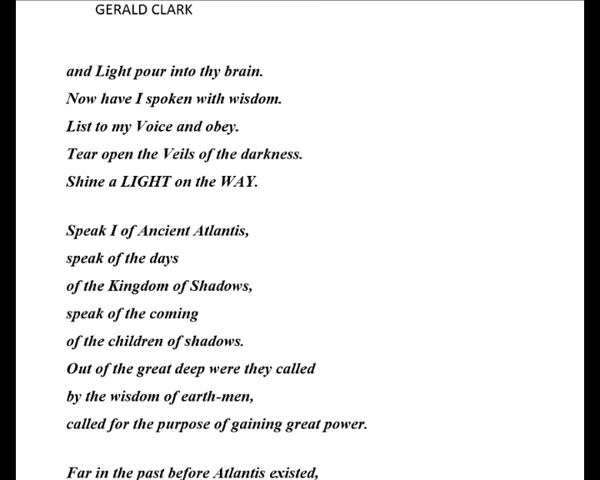 GERALD CLARK
and Light pour into thy brain.
Now have I spoken with wisdom.
List to my Voice and obey.
Tear open the Veils of the darkness.
Shine a LIGHT on the WAY.
Speak I of Ancient Atlantis,
speak of the days
of the Kingdom of Shadows,
speak of the coming
of the children of shadows.
Out of the great deep were they called
by the wisdom of earth-men,
called for the purpose of gaining great power.
Far in the past before Atlantis existed,